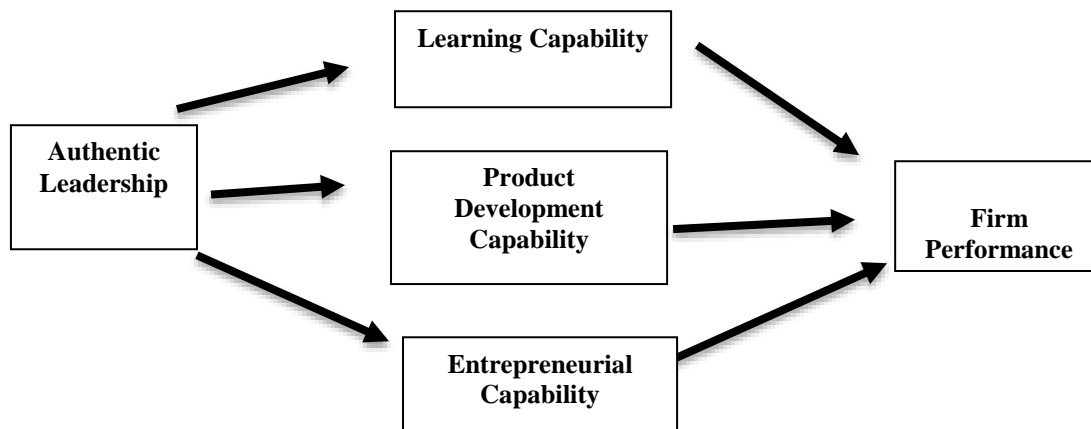 Learning Capability
Authentic
Leadership
Product
Development
Capability
Firm
Performance
Entrepreneurial
Capability